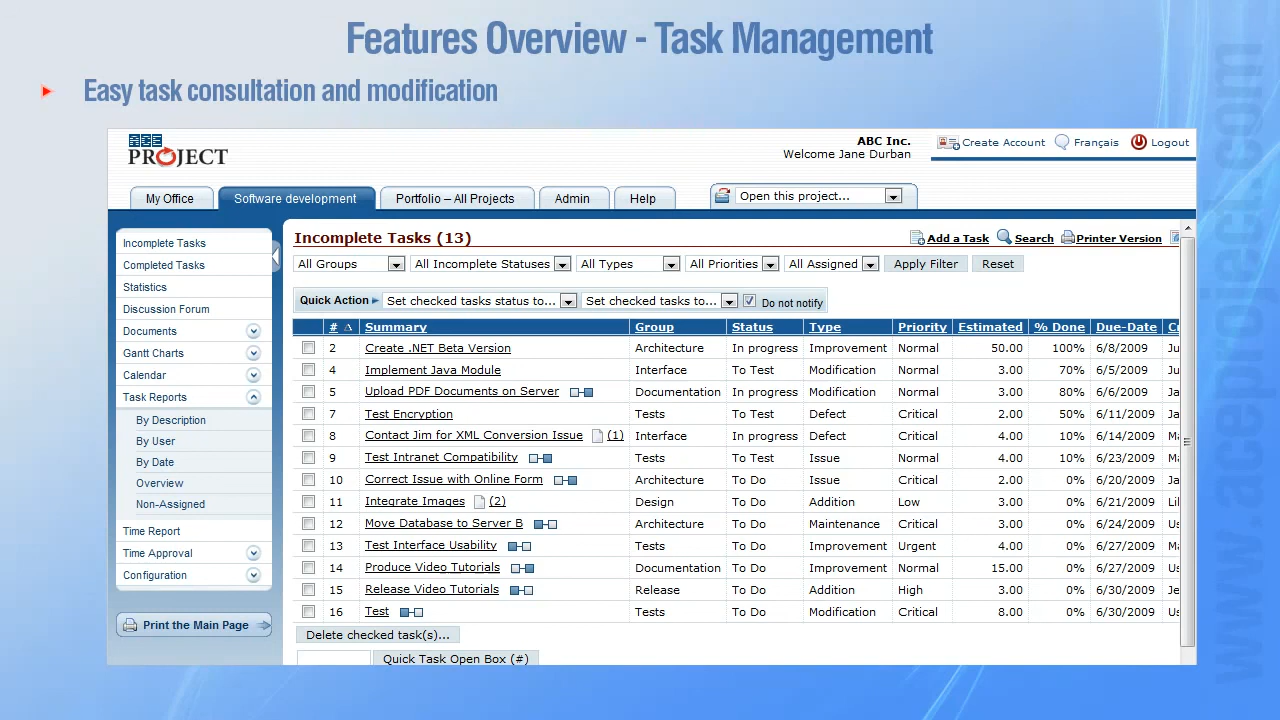 Features Overview - Task Management
Easy task consultation and modification
PROJECT
ABC Inc.
Welcome Jane Durban
Create Account Français Logout
My Office Software development Portfolio – All Projects Admin Help Open this project...
Incomplete Tasks
Completed Tasks
Statistics
Discussion Forum
Documents
Gantt Charts
Calendar
Task Reports
By Description
By User
By Date
Overview
Non-Assigned
Time Report
Time Approval
Configuration
Print the Main Page
Incomplete Tasks (13) Add a Task Search Printer Version
All Groups All Incomplete Statuses All Types All Priorities All Assigned Apply Filter Reset
Quick Action Set checked tasks status to... Set checked tasks to... Do not notify
# Summary Group Status Type Priority Estimated % Done Due-Date
2 Create .NET Beta Version Architecture In progress Improvement Normal 50.00 100% 6/8/2009 Ju
4 Implement Java Module Interface To Test Modification Normal 3.00 70% 6/5/2009 Ju
5 Upload PDF Documents on Server Documentation In progress Modification Normal 3.00 80% 6/6/2009 Ja
7 Test Encryption Tests To Test Defect Critical 2.00 50% 6/11/2009 Ja
8 Contact Jim for XML Conversion Issue (1) Interface In progress Defect Critical 4.00 10% 6/14/2009
9 Test Intranet Compatibility Tests To Test Issue Normal 4.00 10% 6/23/2009
10 Correct Issue with Online Form Architecture To Do Issue Critical 2.00 0% 6/20/2009 Ja
11 Integrate Images (2) Design To Do Addition Low 3.00 0% 6/21/2009
12 Move Database to Server B Architecture To Do Maintenance Critical 3.00 0% 6/24/2009 Us
13 Test Interface Usability Tests To Do Improvement Urgent 4.00 0% 6/27/2009
14 Produce Video Tutorials Documentation To Do Improvement Normal 15.00 0% 6/27/2009 Us
15 Release Video Tutorials Release To Do Addition High 3.00 0% 6/30/2009 Je
16 Test Tests To Do Modification Critical 8.00 0% 6/30/2009 Us
Delete checked task(s)...
Quick Task Open Box (#)
www.aceproject.com